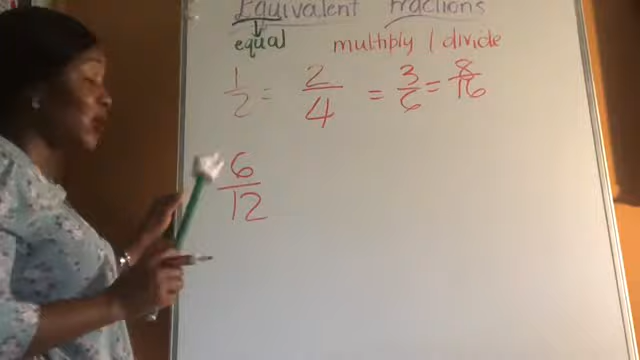 Equivalent Fractions
equal multiply / divide
1/2 = 2/4 = 3/6 = 8/16
6/12